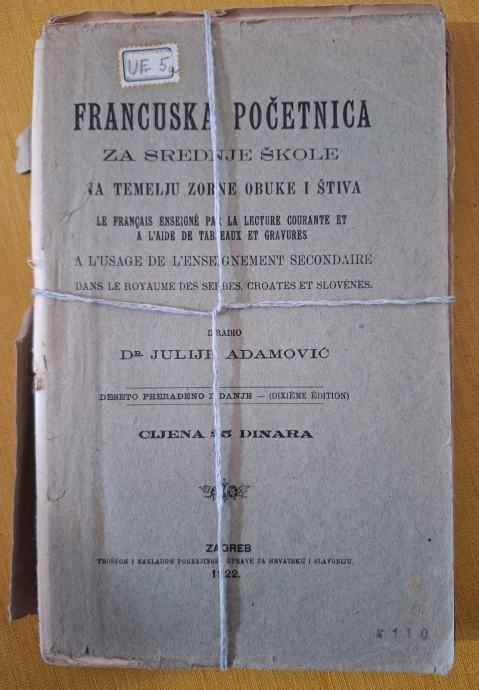 UF 5a
FRANCUSKA POČETNICA
ZA SREDNJE ŠKOLE
NA TEMELJU ZORNE OBUKE I ŠTIVA
LE FRANÇAIS ENSEIGNÉ PAR LA LECTURE COURANTE ET
A L'AIDE DE TABLEAUX ET GRAVURES
A L'USAGE DE L'ENSEIGNEMENT SECONDAIRE
DANS LE ROYAUME DES SERBES, CROATES ET SLOVÈNES.
IZRADIO
DR. JULIJE ADAMOVIĆ
DESETO PRERAĐENO IZDANJE — (DIXIÈME ÉDITION)
CIJENA 25 DINARA
ZAGREB
TROŠKOM I NAKLADOM POKRAJINSKE UPRAVE ZA HRVATSKU I SLAVONIJU.
1922.
K 110